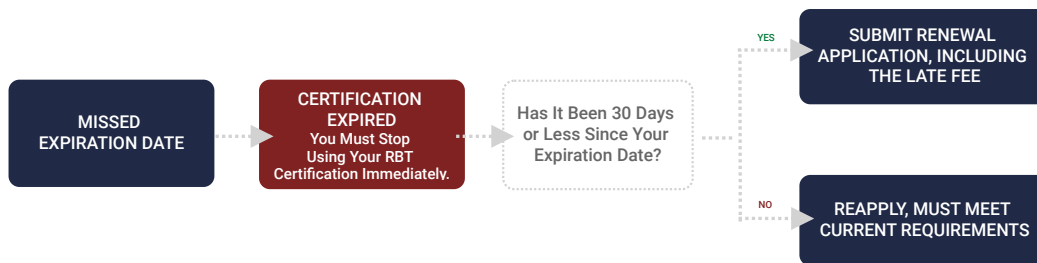 MISSED
EXPIRATION DATE
CERTIFICATION
EXPIRED
You Must Stop
Using Your RBT
Certification Immediately.
Has It Been 30 Days
or Less Since Your
Expiration Date?
YES
SUBMIT RENEWAL
APPLICATION, INCLUDING
THE LATE FEE
NO
REAPPLY, MUST MEET
CURRENT REQUIREMENTS